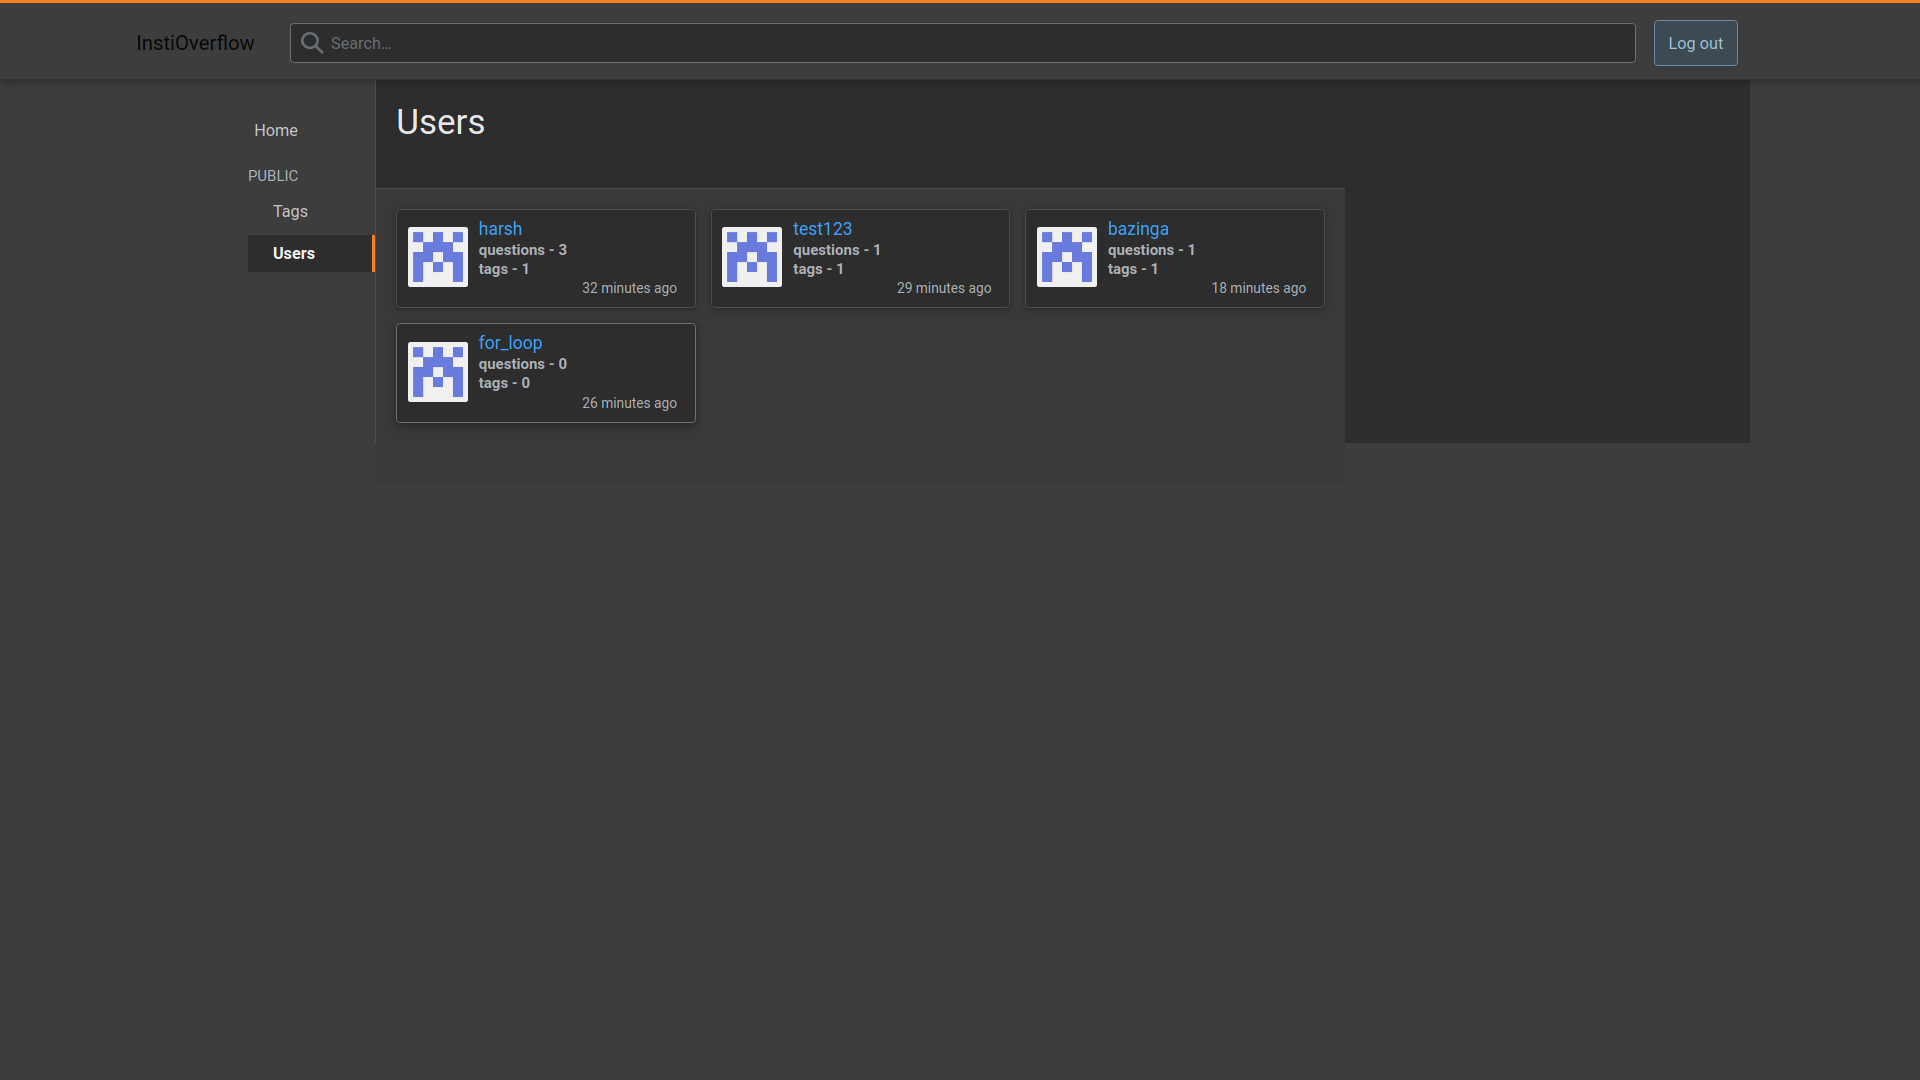 InstiOverflow
Search…
Log out
Home
PUBLIC
Tags
Users
Users
harsh
questions - 3
tags - 1
32 minutes ago
test123
questions - 1
tags - 1
29 minutes ago
bazinga
questions - 1
tags - 1
18 minutes ago
for_loop
questions - 0
tags - 0
26 minutes ago